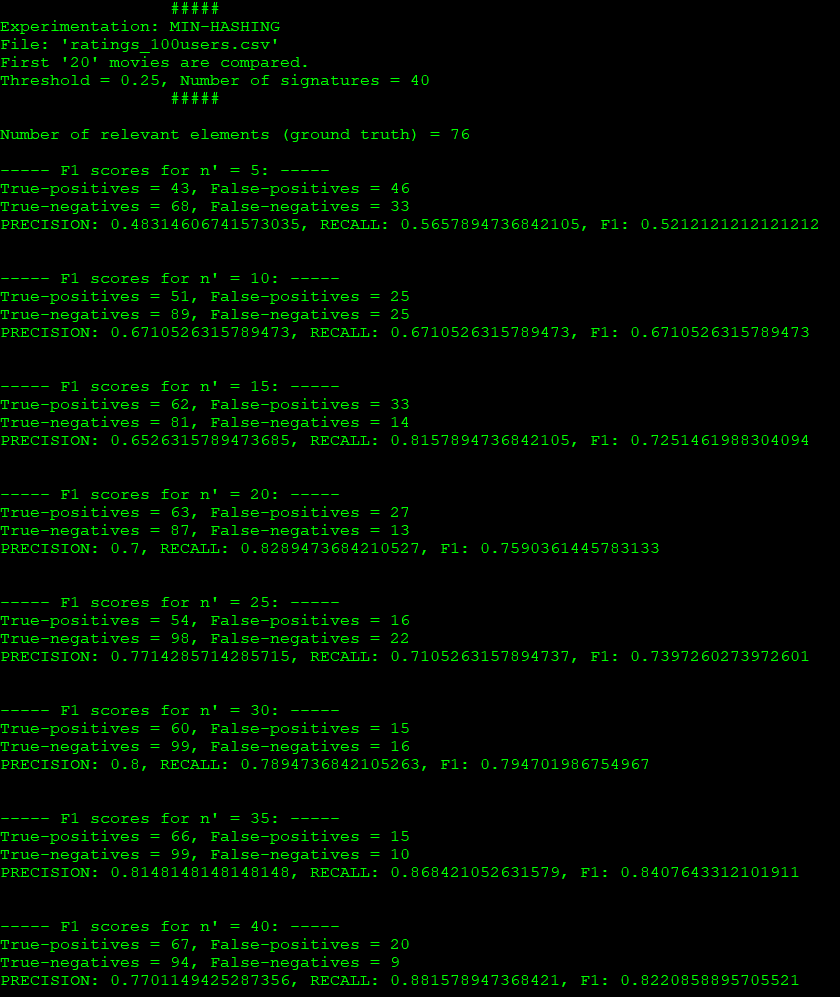 #####
Experimentation: MIN-HASHING
File: 'ratings_100users.csv'
First '20' movies are compared.
Threshold = 0.25, Number of signatures = 40
#####
Number of relevant elements (ground truth) = 76
----- F1 scores for n' = 5: -----
True-positives = 43, False-positives = 46
True-negatives = 68, False-negatives = 33
PRECISION: 0.48314606741573035, RECALL: 0.5657894736842105, F1: 0.5212121212121212
----- F1 scores for n' = 10: -----
True-positives = 51, False-positives = 25
True-negatives = 89, False-negatives = 25
PRECISION: 0.6710526315789473, RECALL: 0.6710526315789473, F1: 0.6710526315789473
----- F1 scores for n' = 15: -----
True-positives = 62, False-positives = 33
True-negatives = 81, False-negatives = 14
PRECISION: 0.6526315789473685, RECALL: 0.8157894736842105, F1: 0.7251461988304094
----- F1 scores for n' = 20: -----
True-positives = 63, False-positives = 27
True-negatives = 87, False-negatives = 13
PRECISION: 0.7, RECALL: 0.8289473684210527, F1: 0.7590361445783133
----- F1 scores for n' = 25: -----
True-positives = 54, False-positives = 16
True-negatives = 98, False-negatives = 22
PRECISION: 0.7714285714285715, RECALL: 0.7105263157894737, F1: 0.7397260273972601
----- F1 scores for n' = 30: -----
True-positives = 60, False-positives = 15
True-negatives = 99, False-negatives = 16
PRECISION: 0.8, RECALL: 0.7894736842105263, F1: 0.794701986754967
----- F1 scores for n' = 35: -----
True-positives = 66, False-positives = 15
True-negatives = 99, False-negatives = 10
PRECISION: 0.8148148148148148, RECALL: 0.868421052631579, F1: 0.8407643312101911
----- F1 scores for n' = 40: -----
True-positives = 67, False-positives = 20
True-negatives = 94, False-negatives = 9
PRECISION: 0.7701149425287356, RECALL: 0.881578947368421, F1: 0.8220858895705521